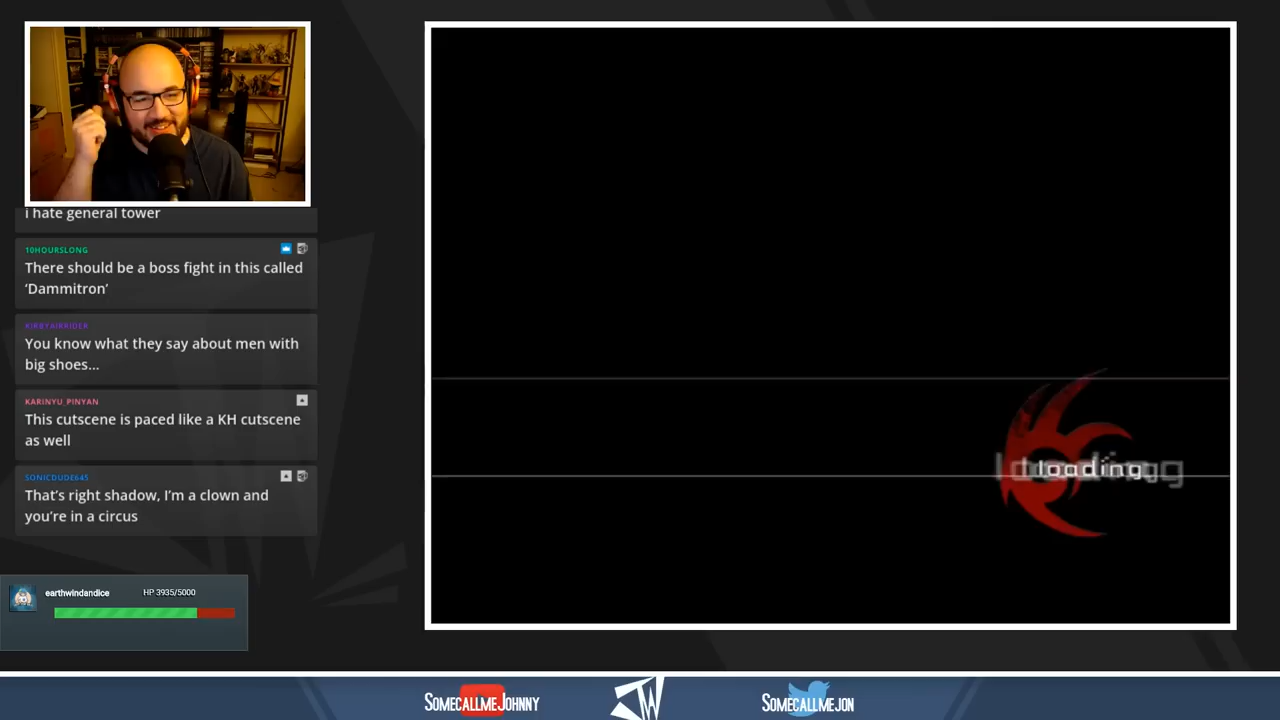 i hate general tower
10HOURSLONG
There should be a boss fight in this called
‘Dammitron’
KIRBYAIRRIDER
You know what they say about men with
big shoes...
KARINYU_PINYAN
This cutscene is paced like a KH cutscene
as well
SONICDUDE645
That’s right shadow, I’m a clown and
you’re in a circus
earthwindandice HP 3935/5000
loading..
SOMECALLMEJOHNNY
SOMECALLMEJON